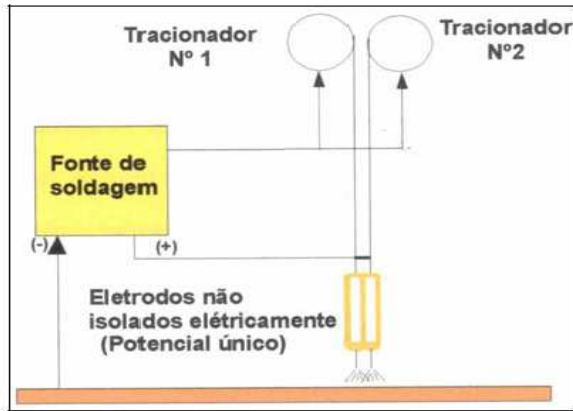 Tracionador
Nº 1
Tracionador
Nº2
Fonte de
soldagem
(-)
(+)
Eletrodos não
isolados elétricamente
(Potencial único)